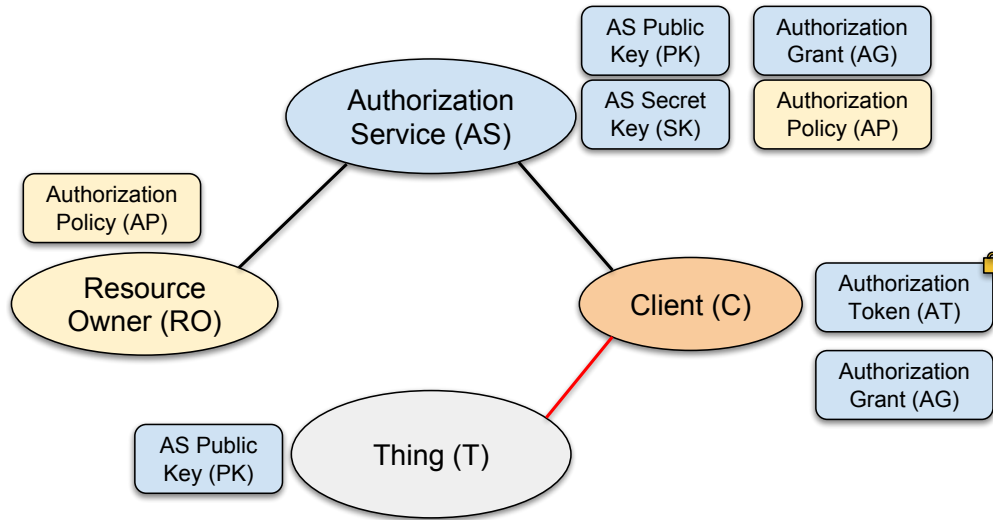 AS Public
Key (PK)
Authorization
Grant (AG)
Authorization
Service (AS)
AS Secret
Key (SK)
Authorization
Policy (AP)
Authorization
Policy (AP)
Resource
Owner (RO)
Client (C)
Authorization
Token (AT)
Authorization
Grant (AG)
AS Public
Key (PK)
Thing (T)